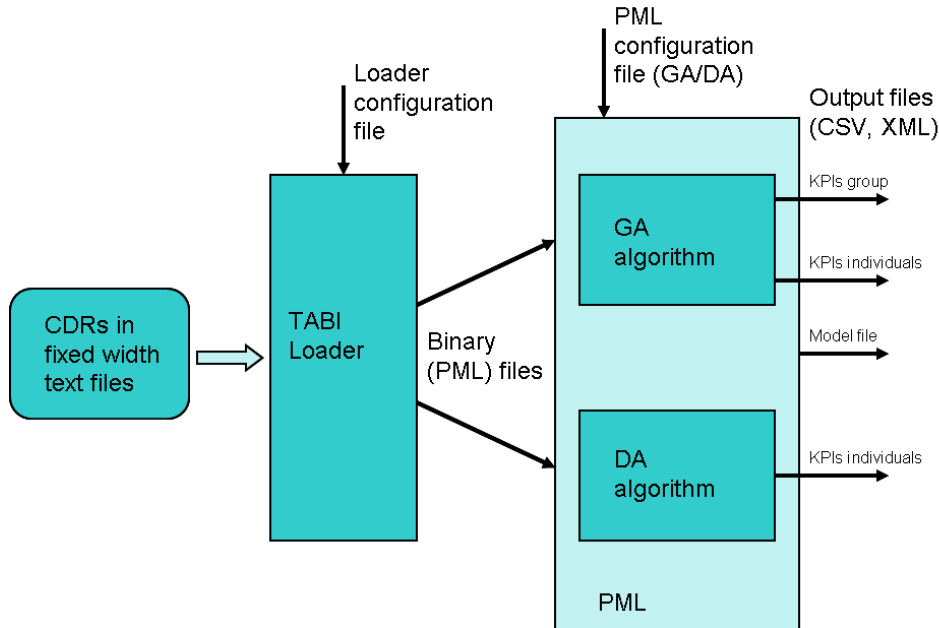 PML
configuration
file (GA/DA)
Loader
configuration
file
Output files
(CSV, XML)
KPIs group
GA
algorithm
KPIs individuals
CDRs in
fixed width
text files
TABI
Loader
Binary
(PML) files
Model file
DA
algorithm
KPIs individuals
PML